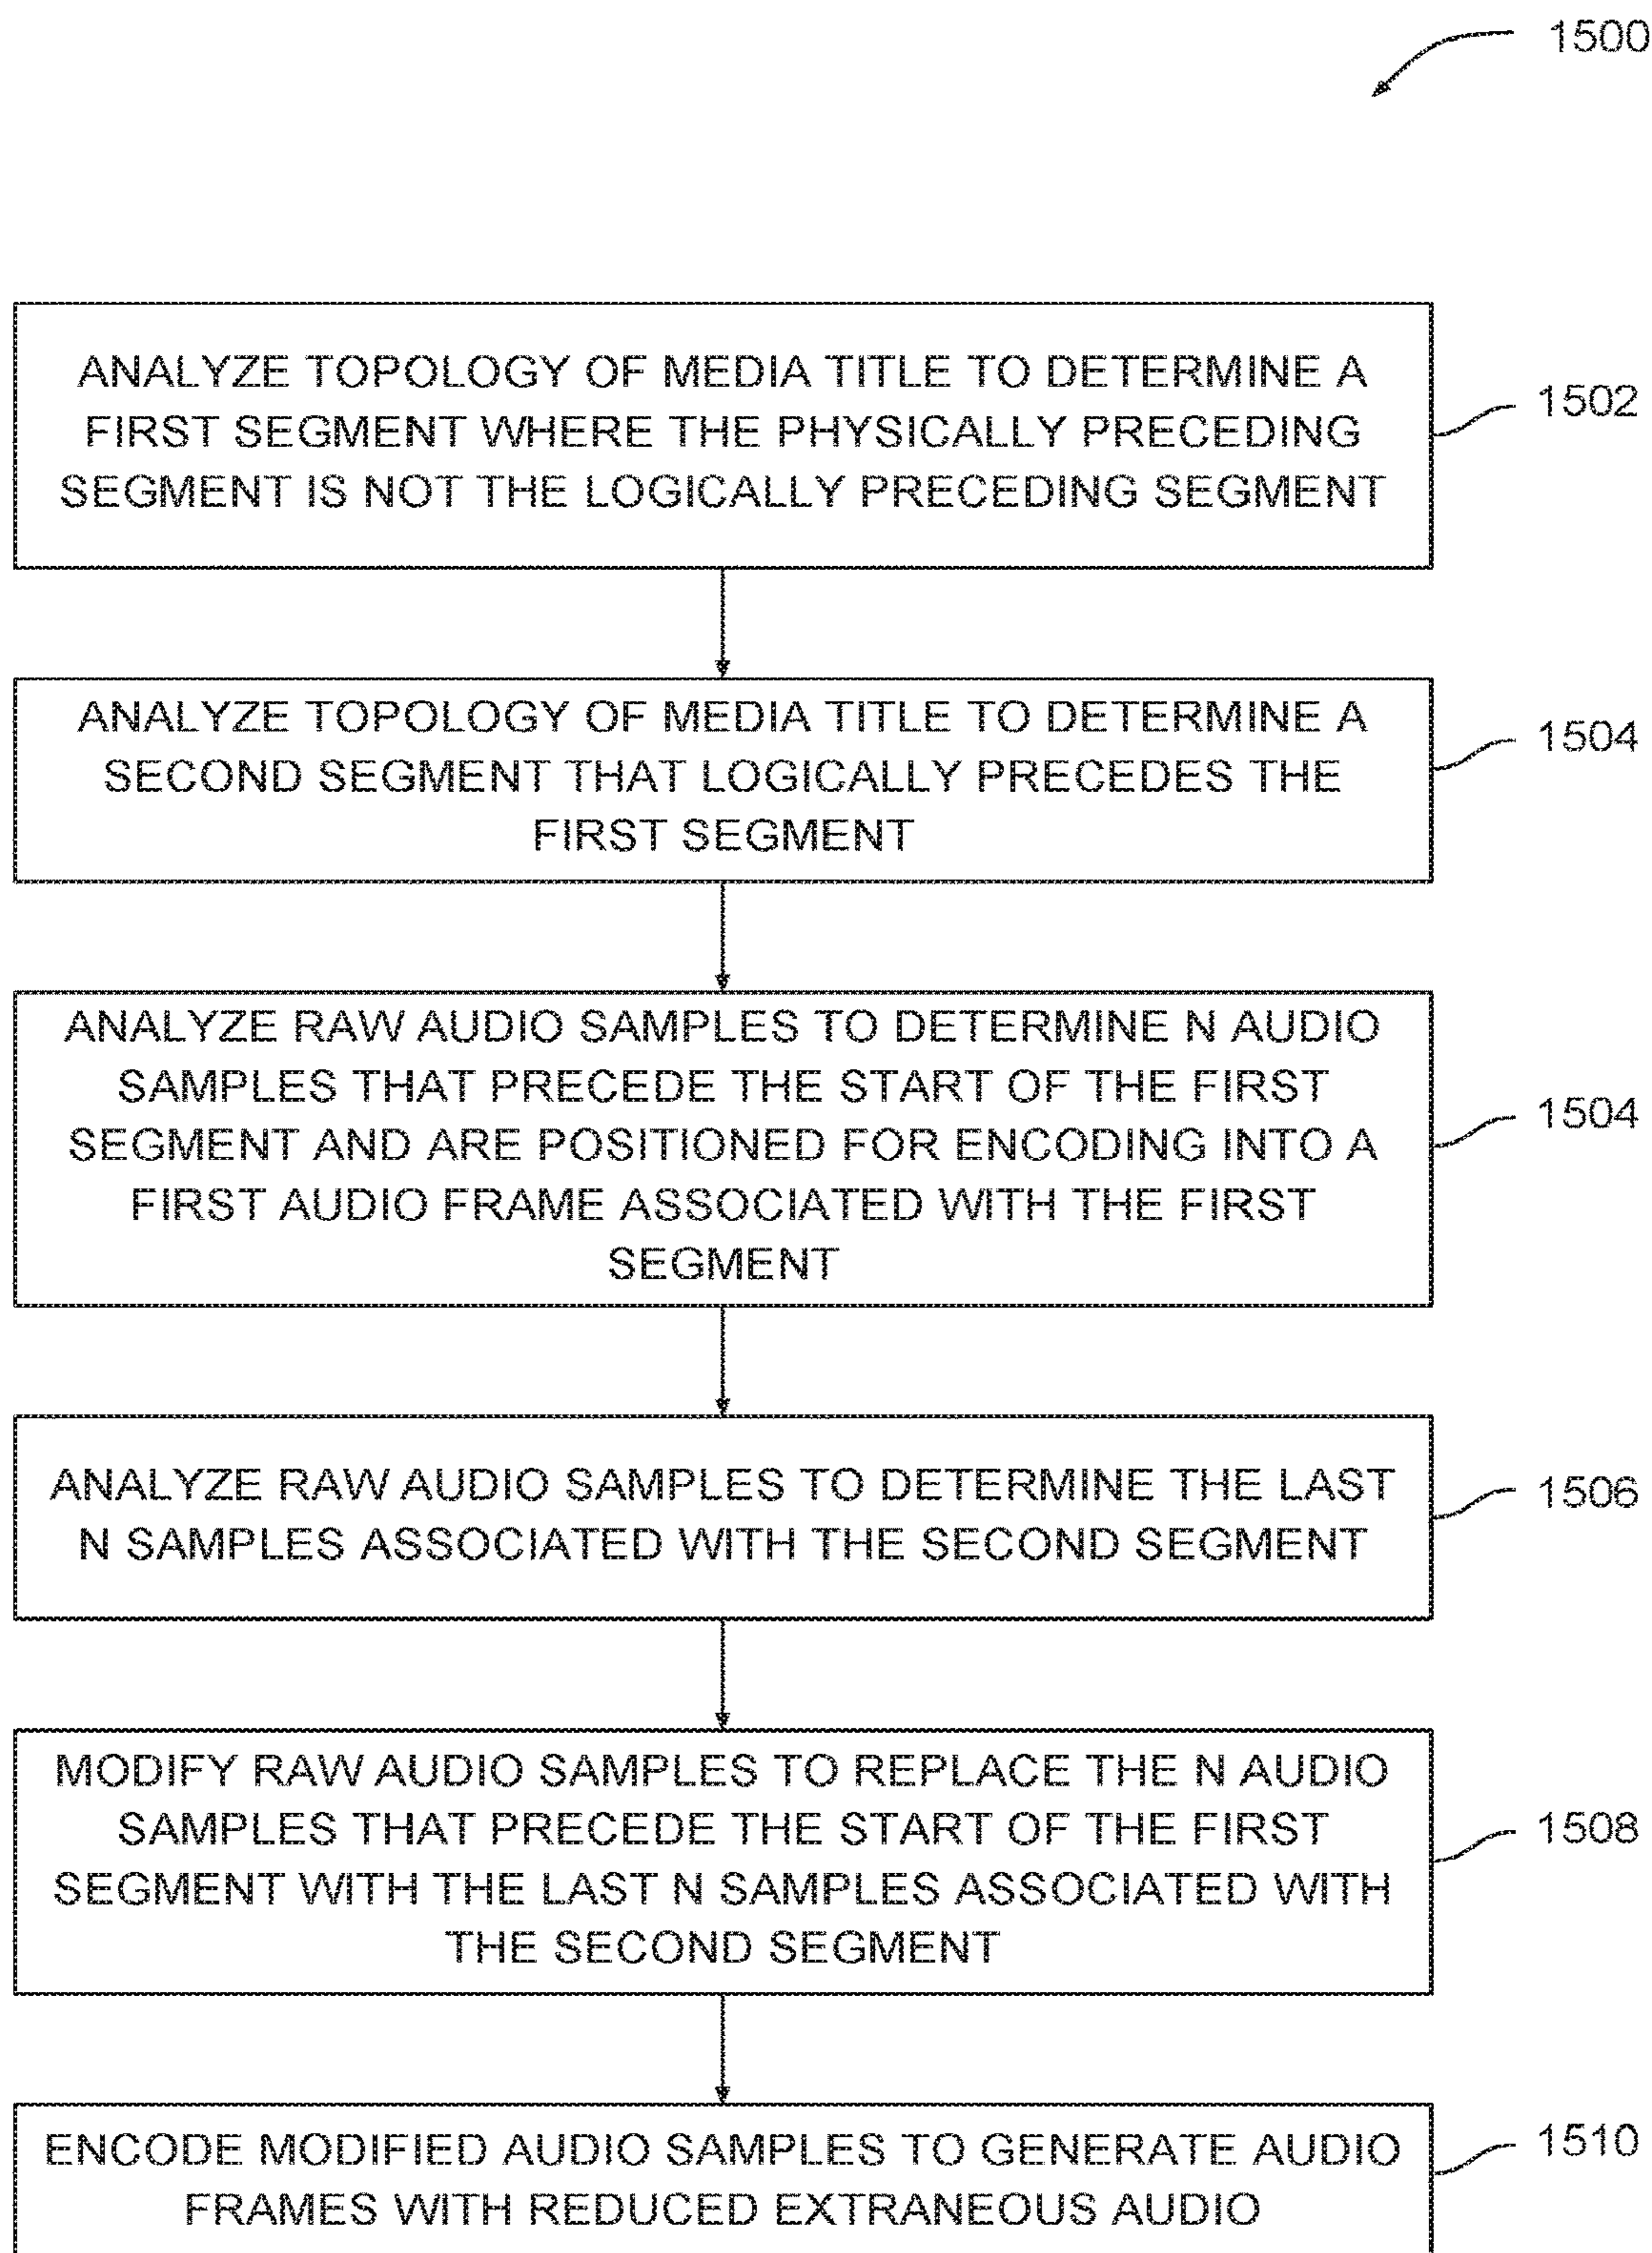 1500
ANALYZE TOPOLOGY OF MEDIA TITLE TO DETERMINE A
FIRST SEGMENT WHERE THE PHYSICALLY PRECEDING
SEGMENT IS NOT THE LOGICALLY PRECEDING SEGMENT
1502
ANALYZE TOPOLOGY OF MEDIA TITLE TO DETERMINE A
SECOND SEGMENT THAT LOGICALLY PRECEDES THE
FIRST SEGMENT
1504
ANALYZE RAW AUDIO SAMPLES TO DETERMINE N AUDIO
SAMPLES THAT PRECEDE THE START OF THE FIRST
SEGMENT AND ARE POSITIONED FOR ENCODING INTO A
FIRST AUDIO FRAME ASSOCIATED WITH THE FIRST
SEGMENT
1504
ANALYZE RAW AUDIO SAMPLES TO DETERMINE THE LAST
N SAMPLES ASSOCIATED WITH THE SECOND SEGMENT
1506
MODIFY RAW AUDIO SAMPLES TO REPLACE THE N AUDIO
SAMPLES THAT PRECEDE THE START OF THE FIRST
SEGMENT WITH THE LAST N SAMPLES ASSOCIATED WITH
THE SECOND SEGMENT
1508
ENCODE MODIFIED AUDIO SAMPLES TO GENERATE AUDIO
FRAMES WITH REDUCED EXTRANEOUS AUDIO
1510